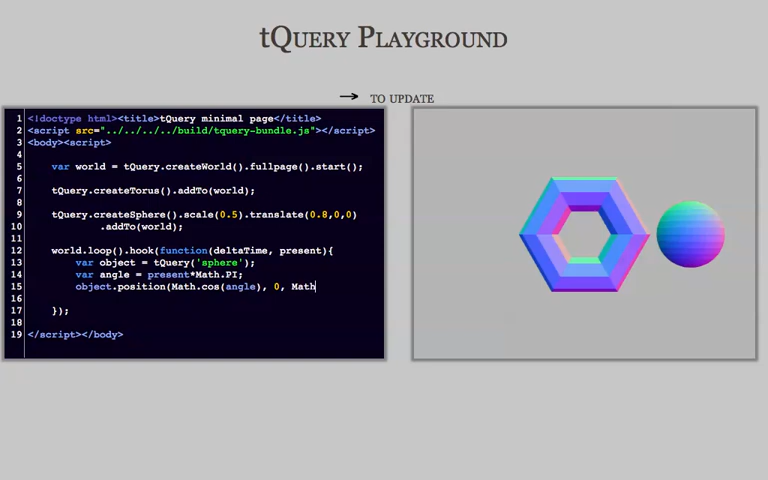 tQuery Playground
→ to update
1 <!doctype html><title>tQuery minimal page</title>
2 <script src="../../../../build/tquery-bundle.js"></script>
3 <body><script>
4
5 var world = tQuery.createWorld().fullpage().start();
6
7 tQuery.createTorus().addTo(world);
8
9 tQuery.createSphere().scale(0.5).translate(0.8,0,0)
10 .addTo(world);
11
12 world.loop().hook(function(deltaTime, present){
13 var object = tQuery('sphere');
14 var angle = present*Math.PI;
15 object.position(Math.cos(angle), 0, Math
16
17 });
18
19 </script></body>